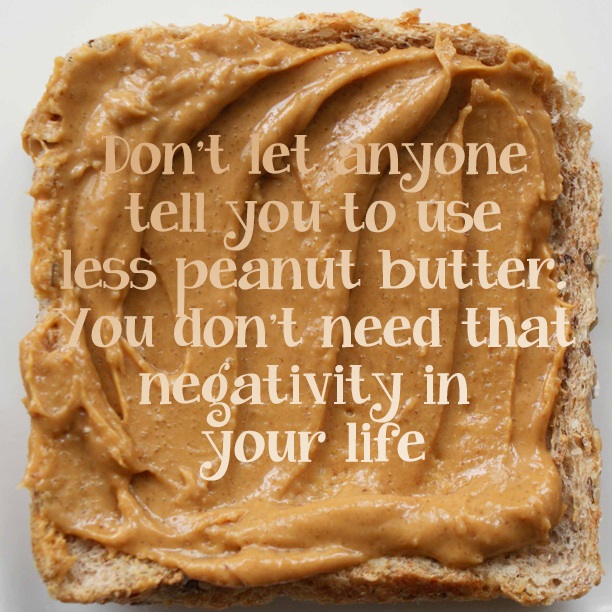 Don't let anyone
tell you to use
less peanut butter.
You don't need that
negativity in
your life